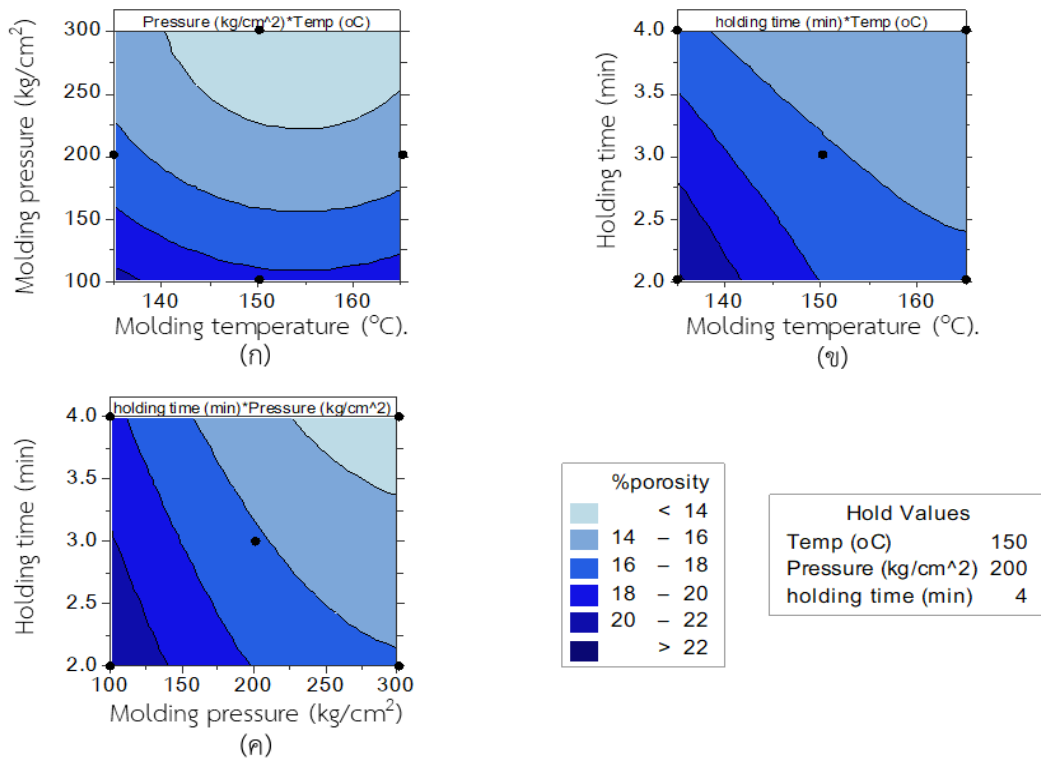 Pressure (kg/cm^2)*Temp (oC)
Molding pressure (kg/cm²)
300
250
200
150
100
140 150 160
Molding temperature (°C).
(ก)
holding time (min)*Temp (oC)
Holding time (min)
4.0
3.5
3.0
2.5
2.0
140 150 160
Molding temperature (°C).
(ข)
holding time (min)*Pressure (kg/cm^2)
Holding time (min)
4.0
3.5
3.0
2.5
2.0
100 150 200 250 300
Molding pressure (kg/cm²)
(ค)
%porosity
< 14
14 – 16
16 – 18
18 – 20
20 – 22
> 22
Hold Values
Temp (oC) 150
Pressure (kg/cm^2) 200
holding time (min) 4